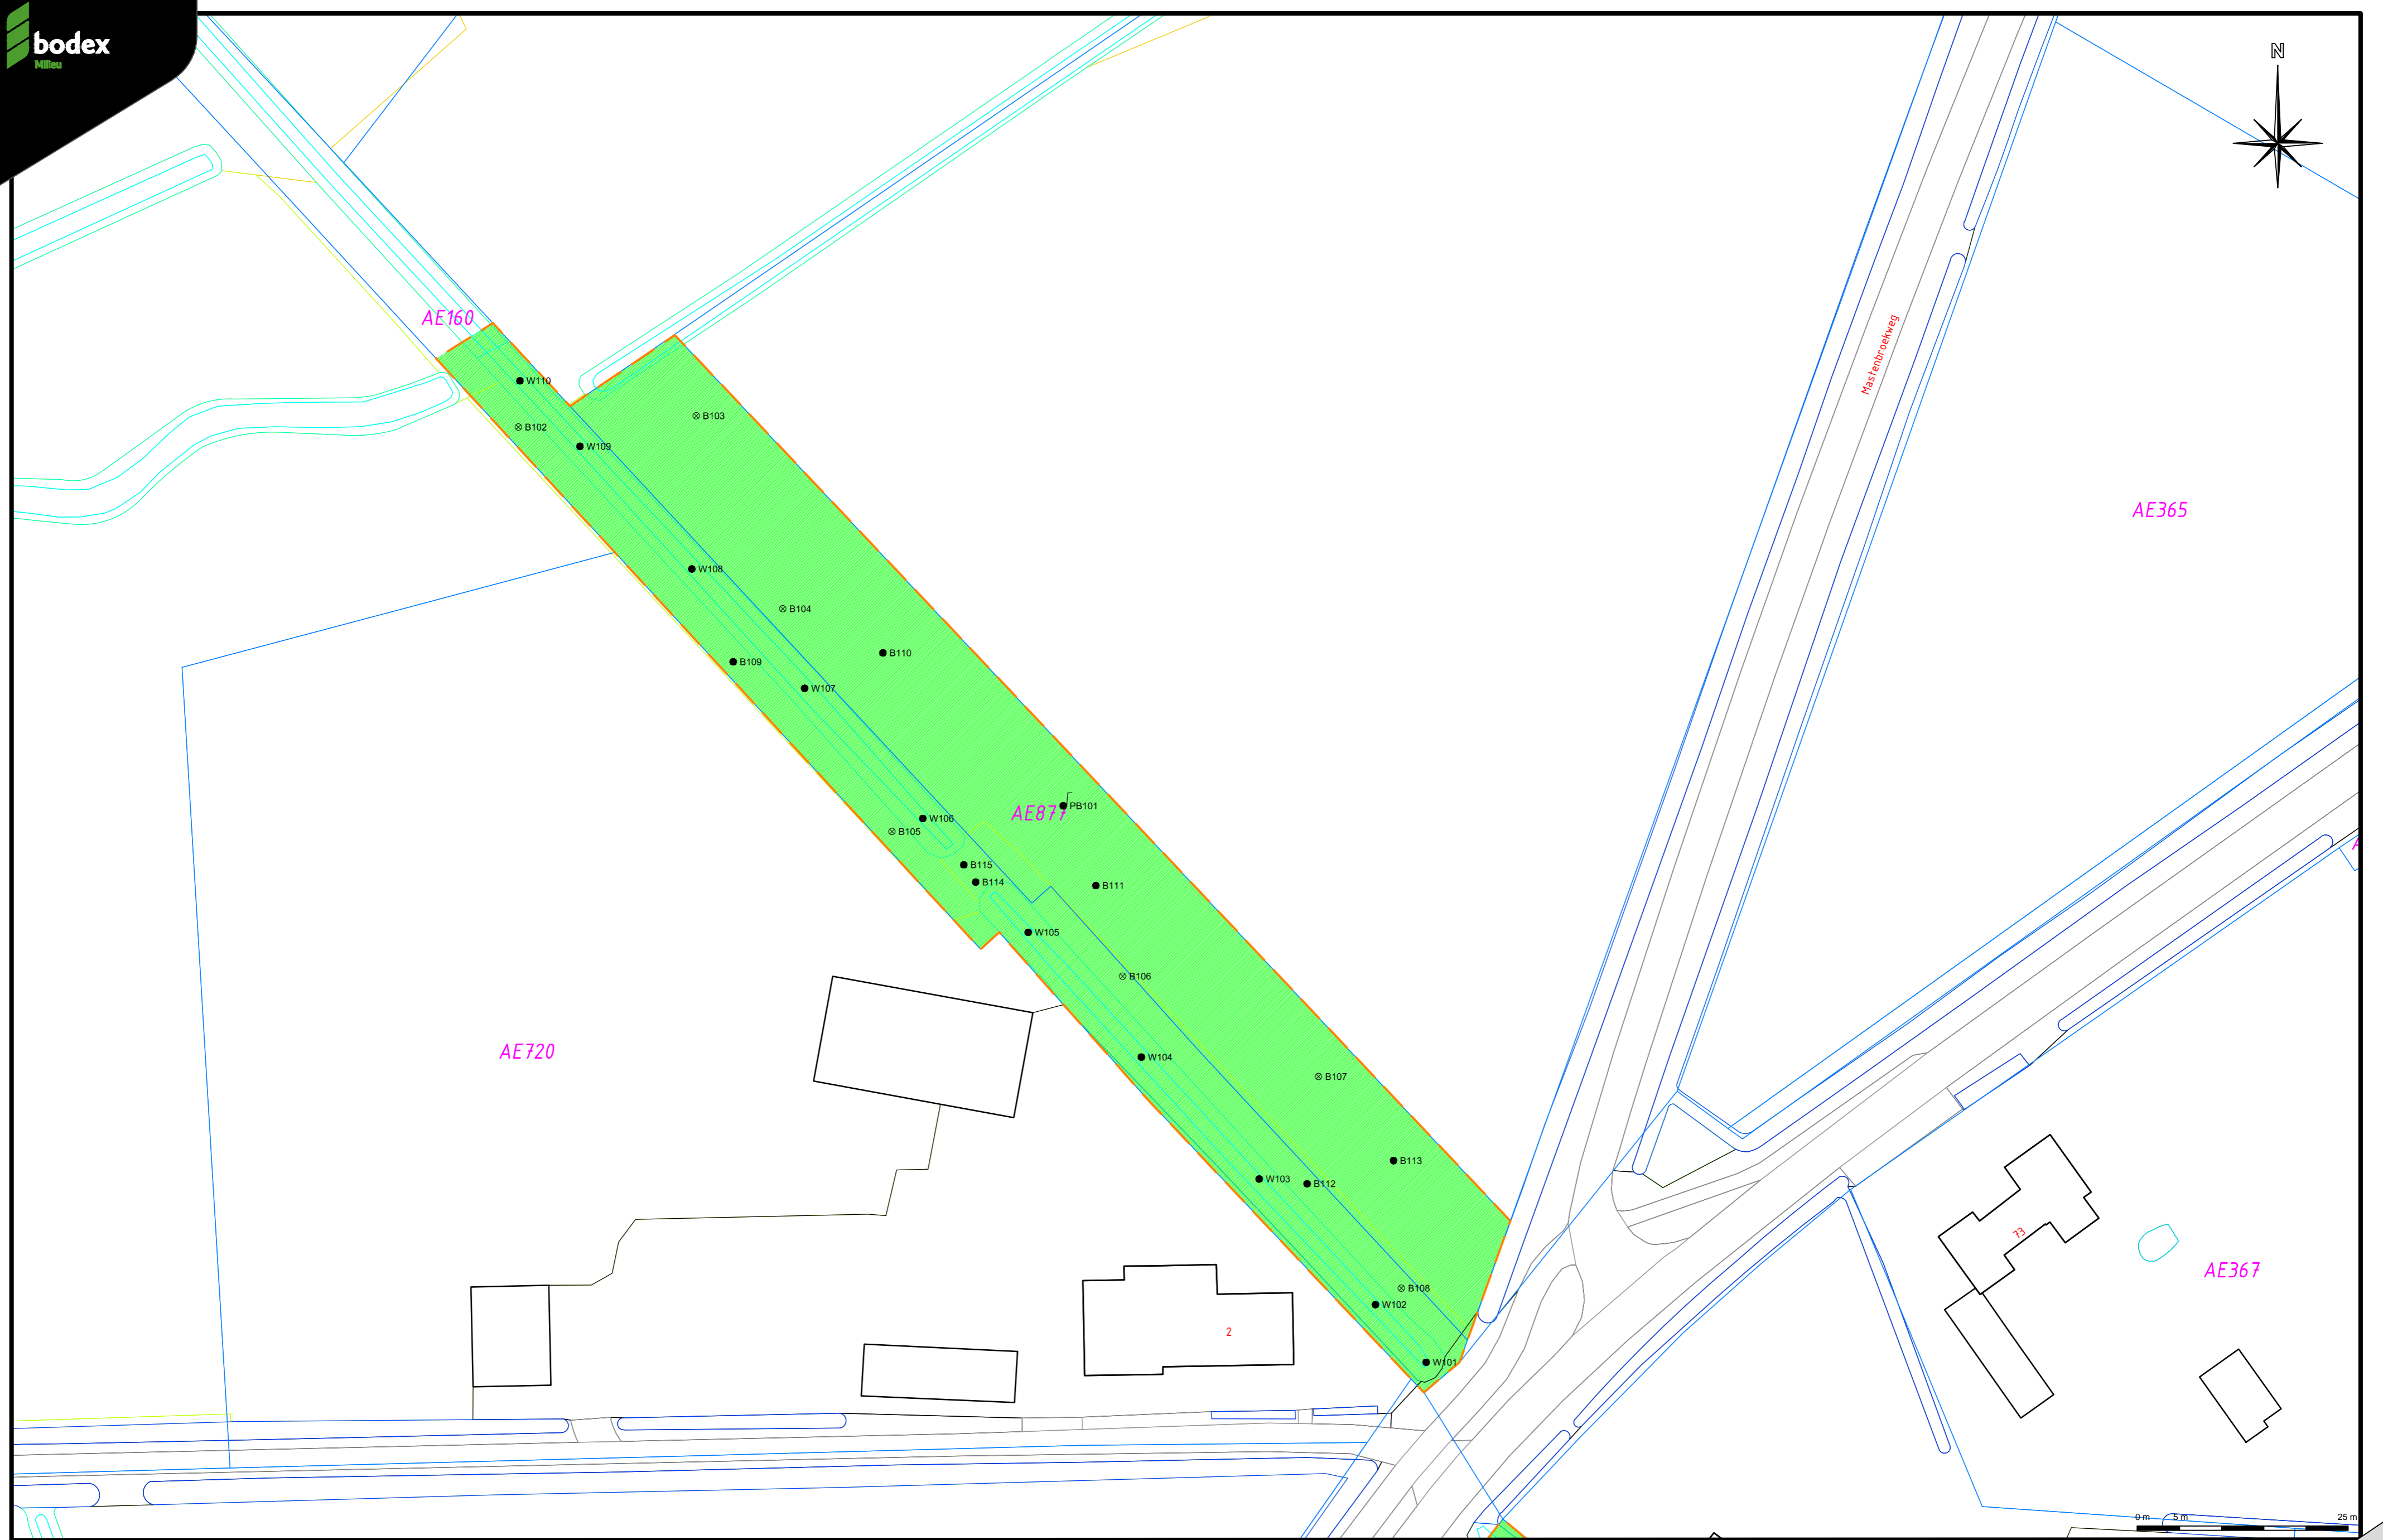 bodex
Milieu
N
AE160
W110
B103
B102
W109
Mastenbroekweg
AE365
W108
B104
B110
B109
W107
PB101
AE877
W106
B105
B115
B114
B111
W105
B106
AE720
W104
B107
B113
W103
B112
73
AE367
B108
W102
2
W101
0 m 5 m 25 m